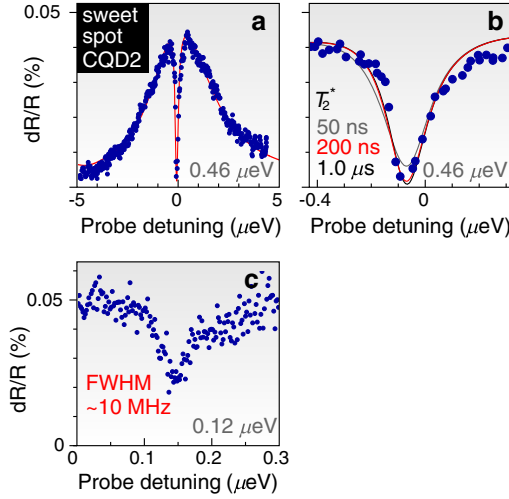 sweet
spot
CQD2
a
0.05
dR/R (%)
0.46 μeV
-5
0
5
Probe detuning (μeV)
b
T2*
50 ns
200 ns
1.0 μs
0.46 μeV
-0.4
0
Probe detuning (μeV)
c
0.05
dR/R (%)
0
FWHM
~10 MHz
0.12 μeV
0
0.1
0.2
0.3
Probe detuning (μeV)